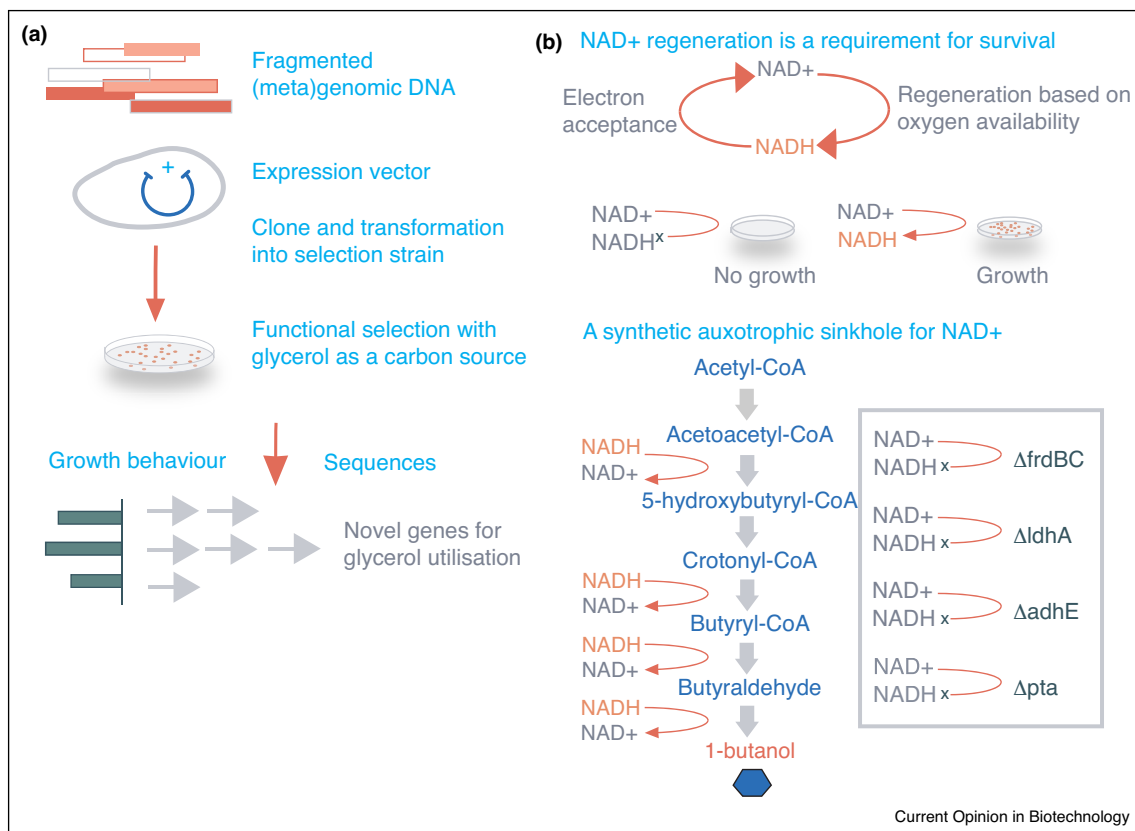 (a)
Fragmented
(meta)genomic DNA
+
Expression vector
Clone and transformation
into selection strain
Functional selection with
glycerol as a carbon source
Growth behaviour
Sequences
Novel genes for
glycerol utilisation
(b)
NAD+ regeneration is a requirement for survival
NAD+
Electron
acceptance
Regeneration based on
oxygen availability
NADH
NAD+
NADHx
No growth
NAD+
NADH
Growth
A synthetic auxotrophic sinkhole for NAD+
Acetyl-CoA
Acetoacetyl-CoA
NADH
NAD+
5-hydroxybutyryl-CoA
Crotonyl-CoA
NADH
NAD+
Butyryl-CoA
NADH
NAD+
Butyraldehyde
NADH
NAD+
1-butanol
NAD+
NADH x
ΔfrdBC
NAD+
NADH x
ΔldhA
NAD+
NADH x
ΔadhE
NAD+
NADH x
Δpta
Current Opinion in Biotechnology